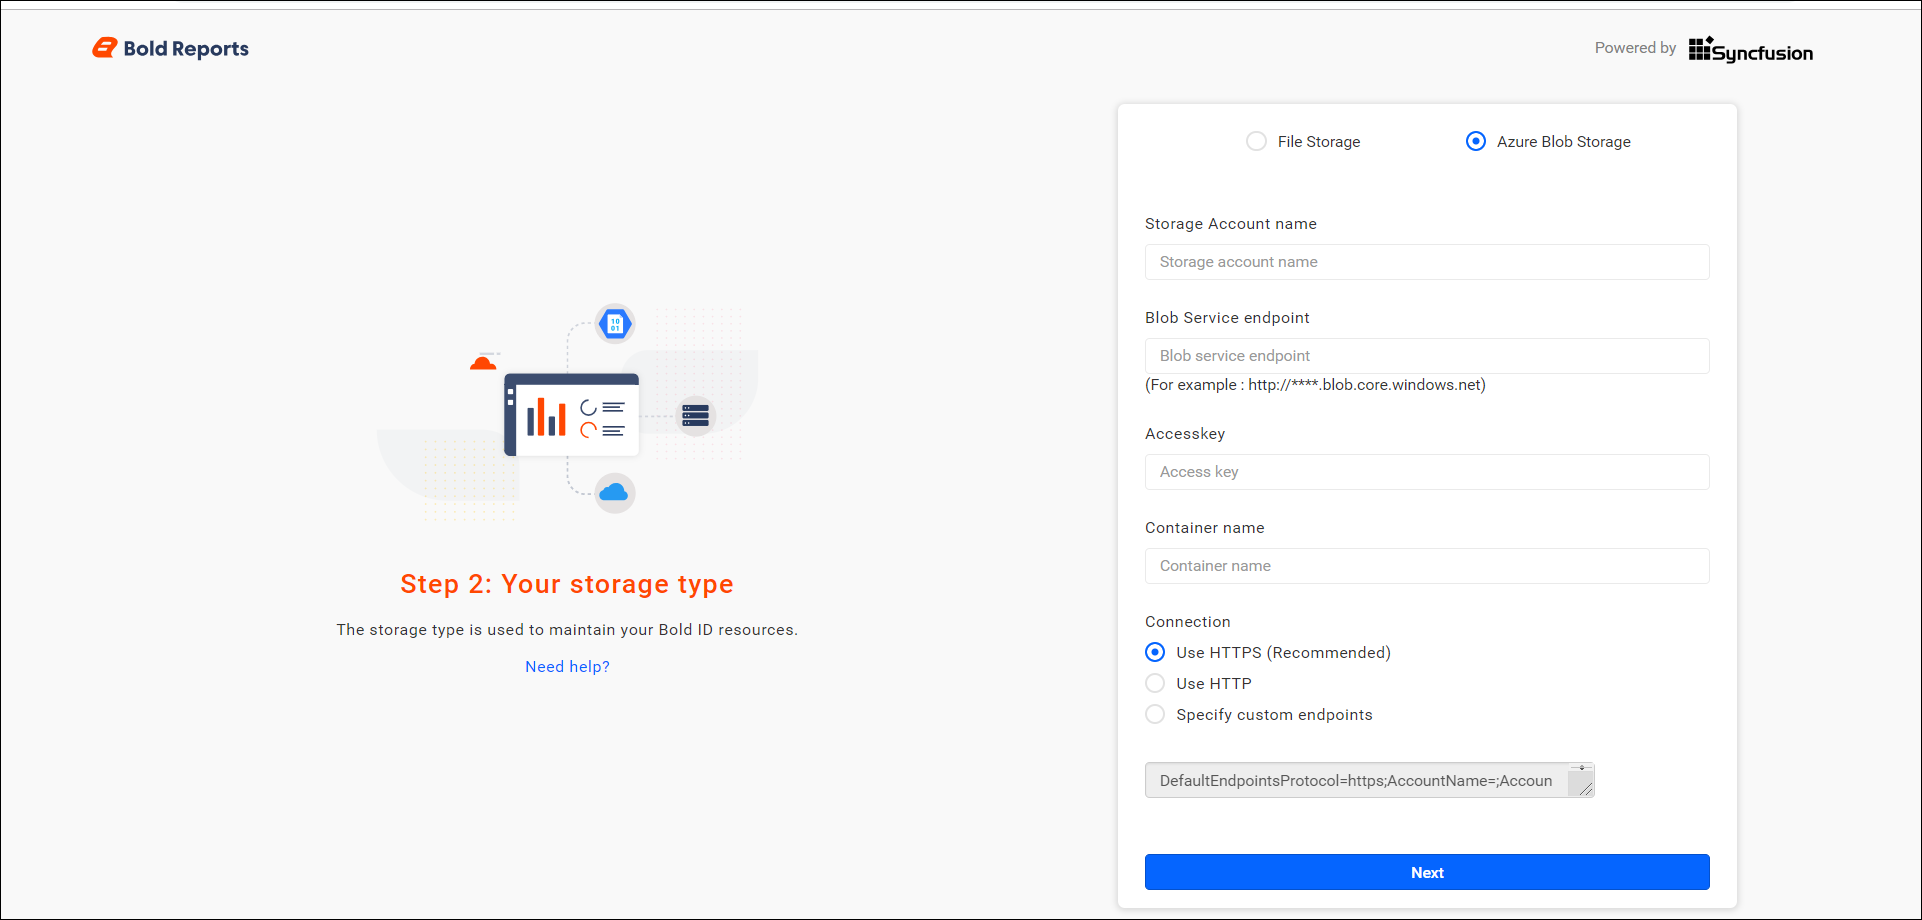 Bold Reports
Powered by Syncfusion
File Storage
Azure Blob Storage
Storage Account name
Storage account name
Blob Service endpoint
Blob service endpoint
(For example : http://****.blob.core.windows.net)
Accesskey
Access key
Container name
Container name
Connection
Use HTTPS (Recommended)
Use HTTP
Specify custom endpoints
DefaultEndpointsProtocol=https;AccountName=;Accoun
Next
10
01
Step 2: Your storage type
The storage type is used to maintain your Bold ID resources.
Need help?